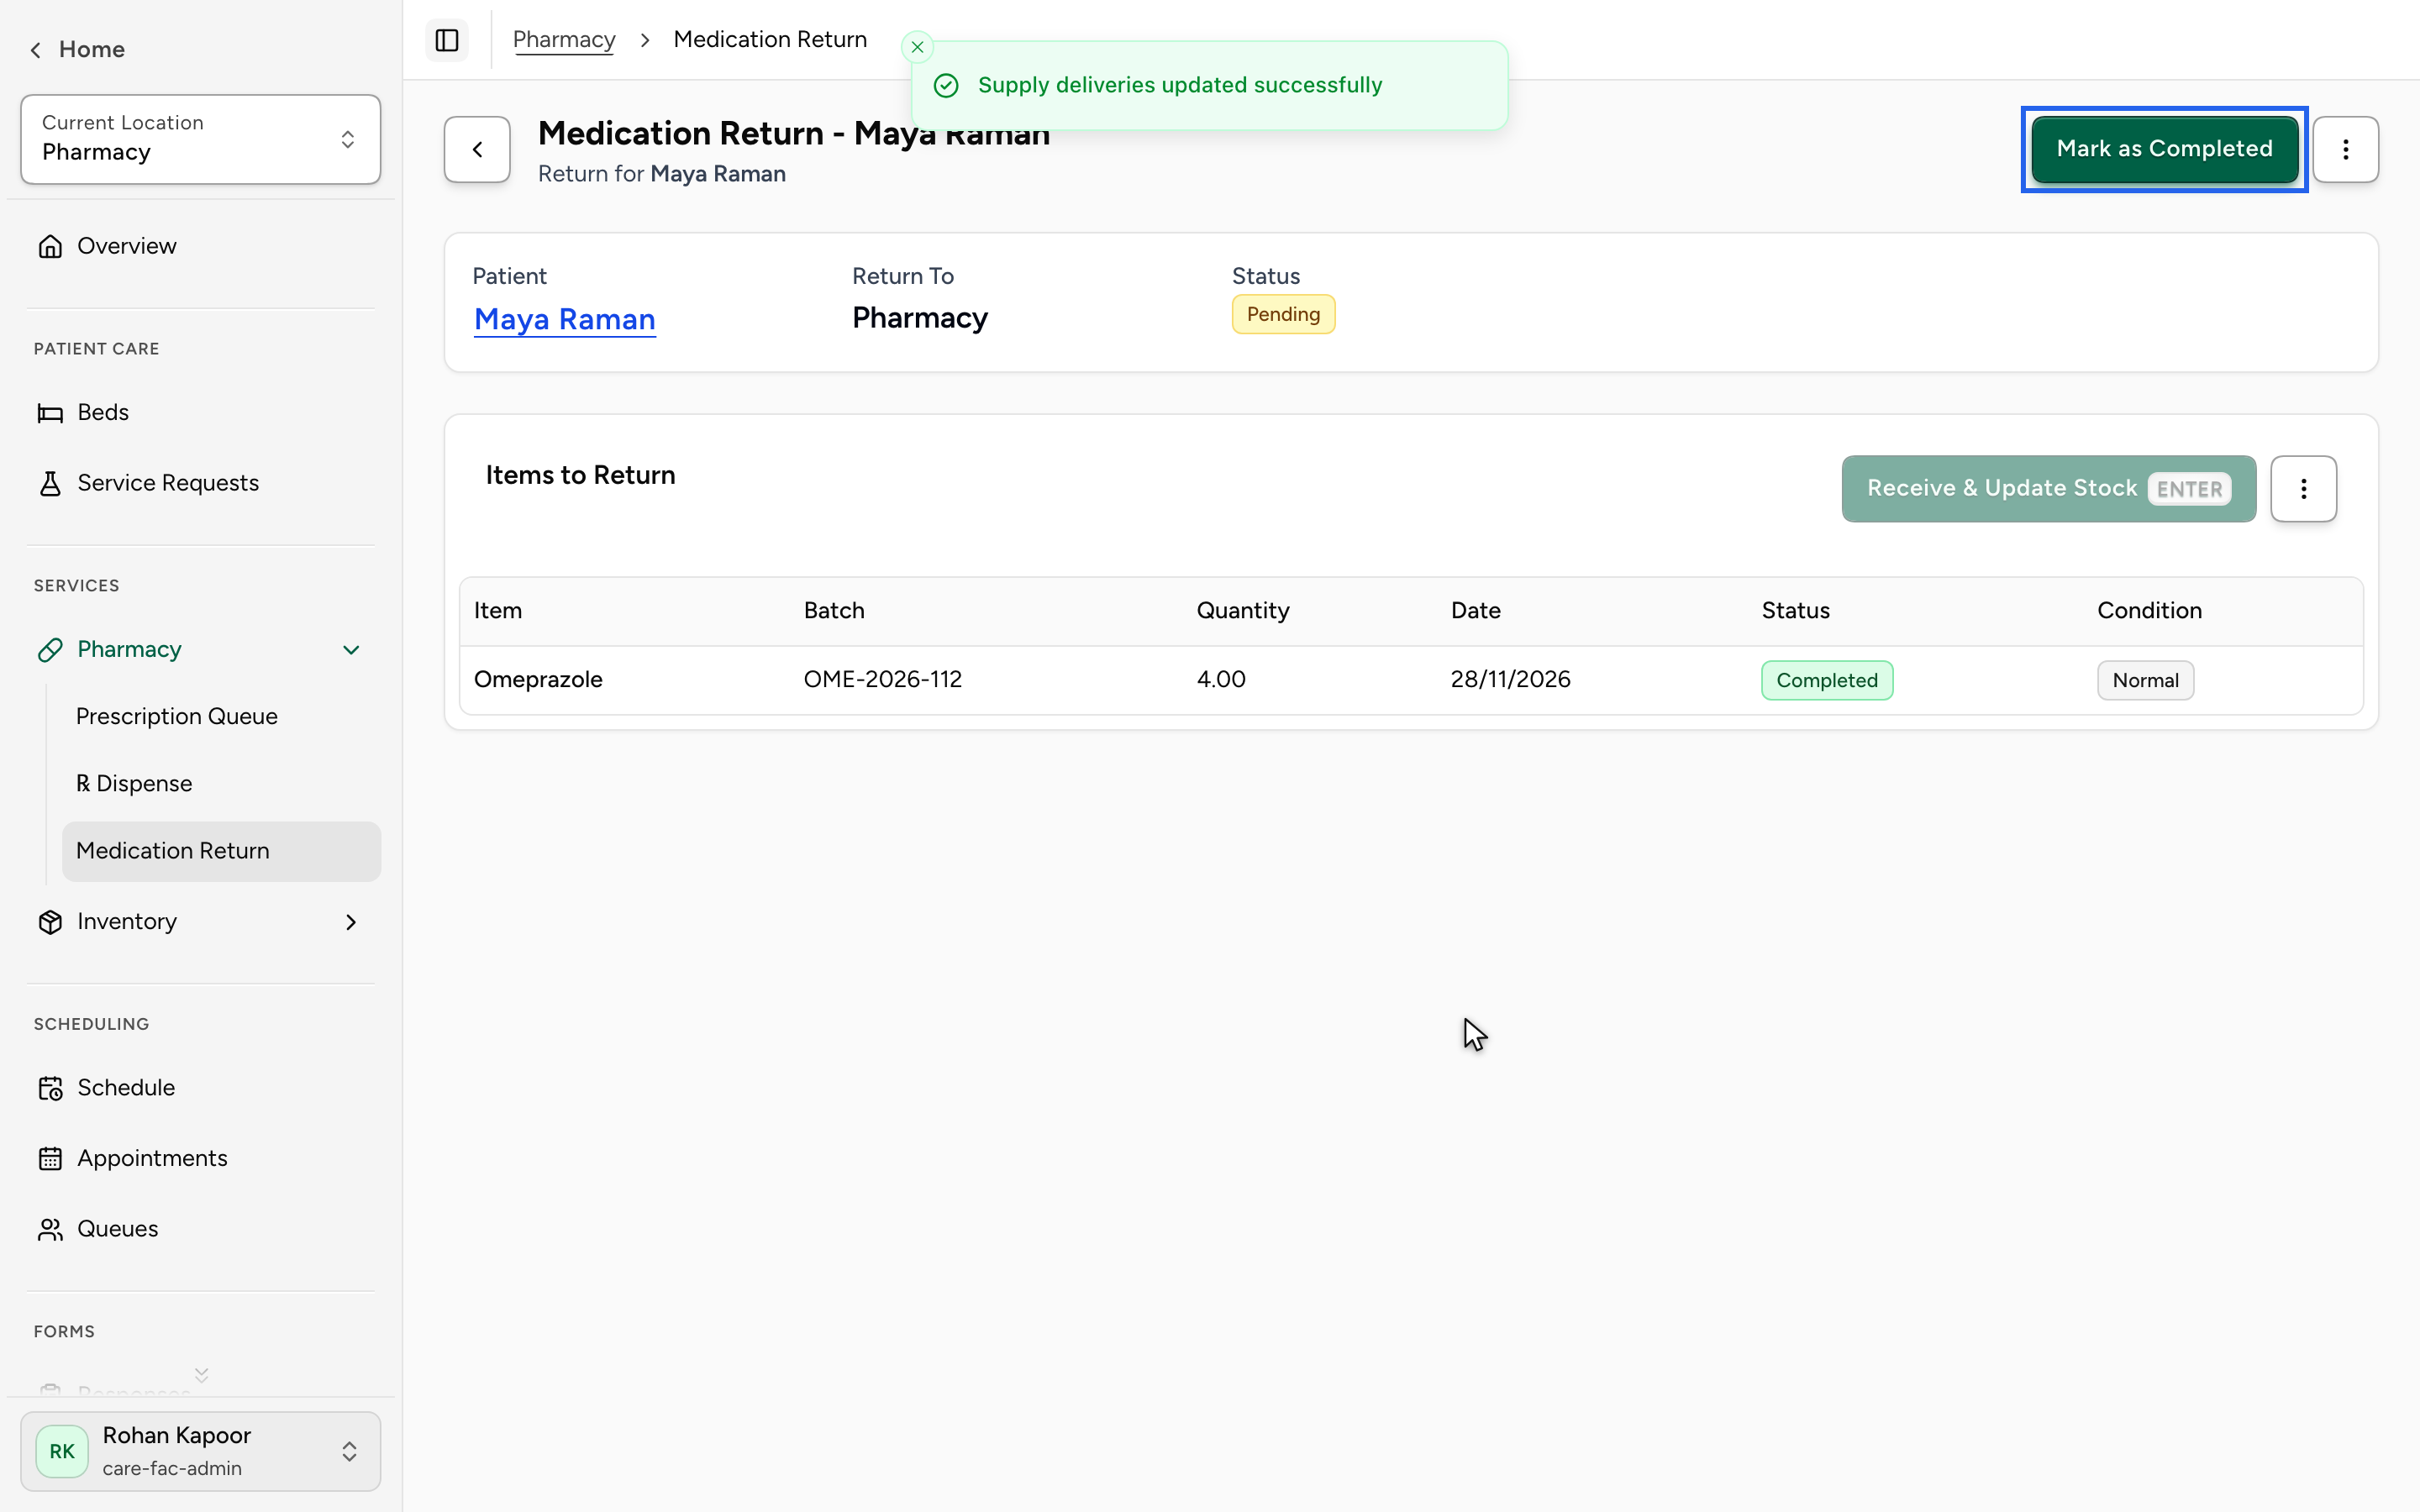 Home
Current Location
Pharmacy
Overview
PATIENT CARE
Beds
Service Requests
SERVICES
Pharmacy
Prescription Queue
℞ Dispense
Medication Return
Inventory
SCHEDULING
Schedule
Appointments
Queues
FORMS
Responses
RK
Rohan Kapoor
care-fac-admin
Pharmacy > Medication Return
Supply deliveries updated successfully
Medication Return - Maya Raman
Return for Maya Raman
Mark as Completed
Patient Return To Status
Maya Raman Pharmacy Pending
Items to Return
Receive & Update Stock ENTER
Item Batch Quantity Date Status Condition
Omeprazole OME-2026-112 4.00 28/11/2026 Completed Normal